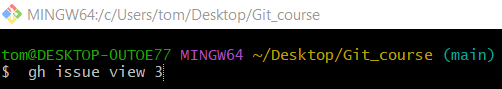 MINGW64:/c/Users/tom/Desktop/Git_course
tom@DESKTOP-OUTOE77 MINGW64 ~/Desktop/Git_course (main)
$  gh issue view 3